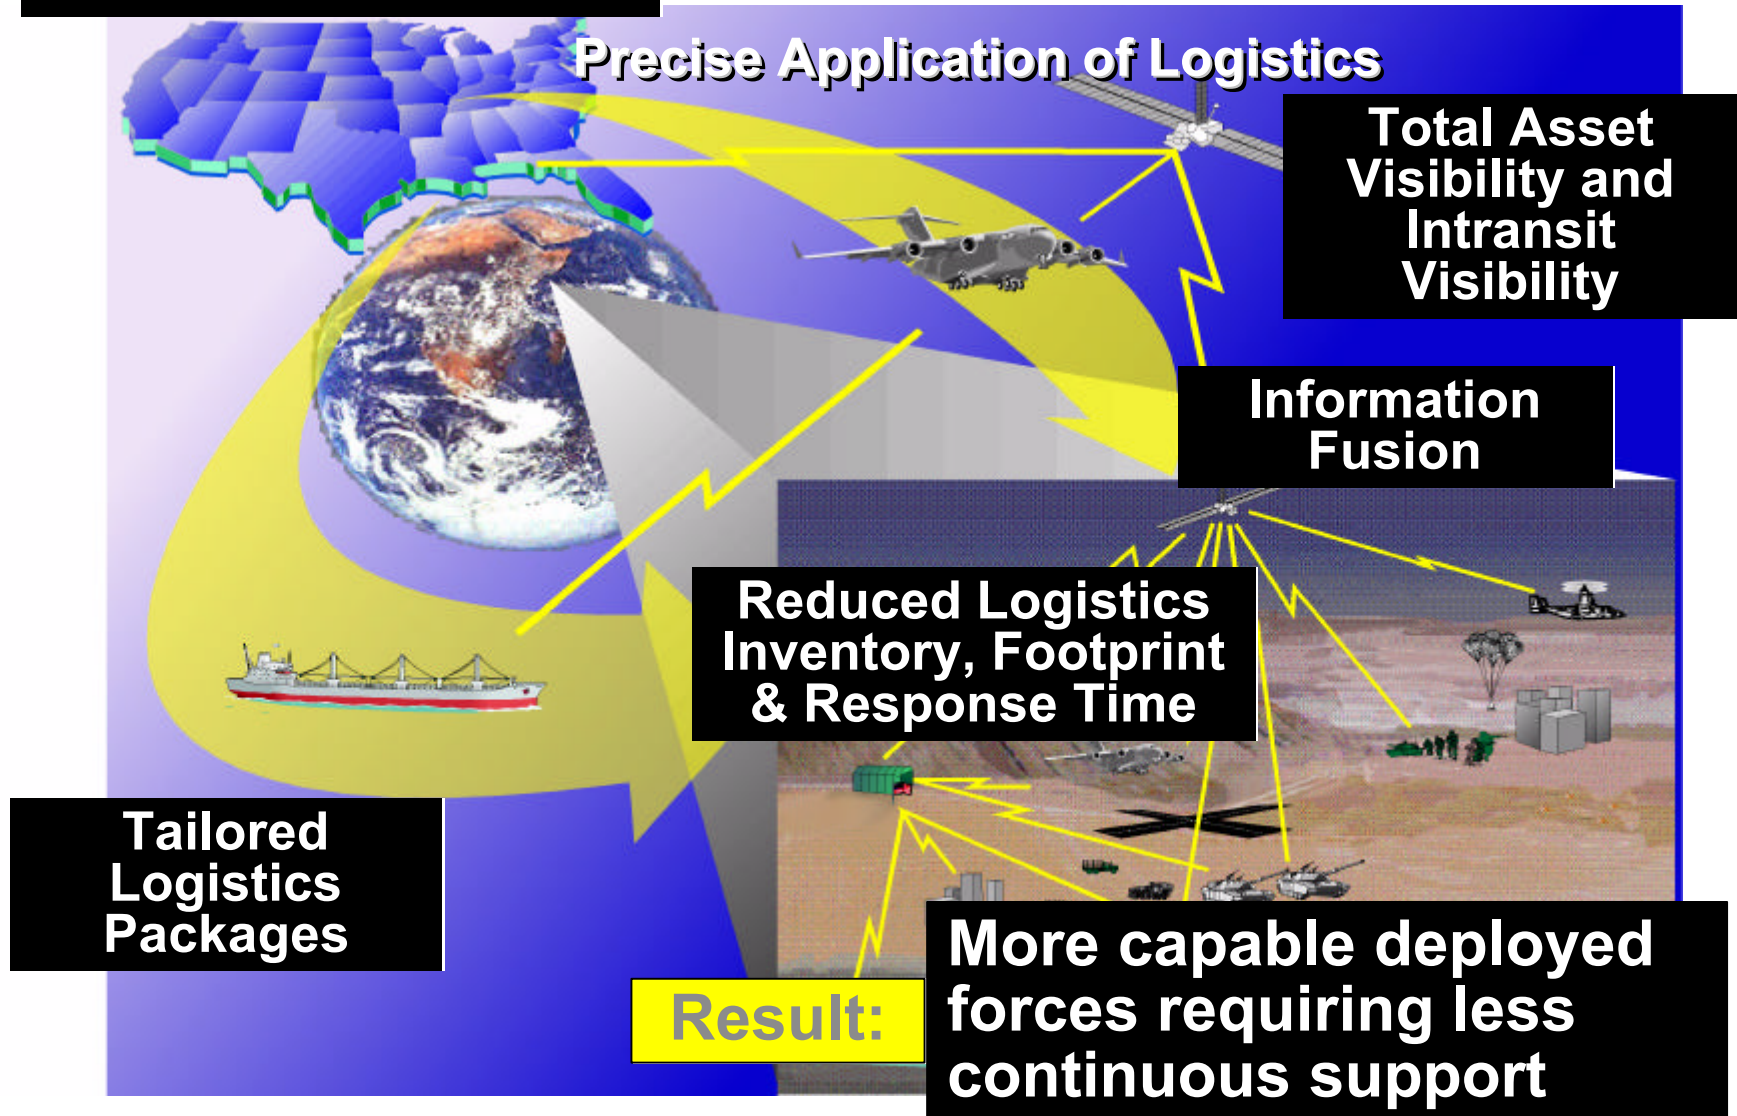 Precise Application of Logistics
Total Asset
Visibility and
Intransit
Visibility
Information
Fusion
Reduced Logistics
Inventory, Footprint
& Response Time
Tailored
Logistics
Packages
Result:
More capable deployed
forces requiring less
continuous support